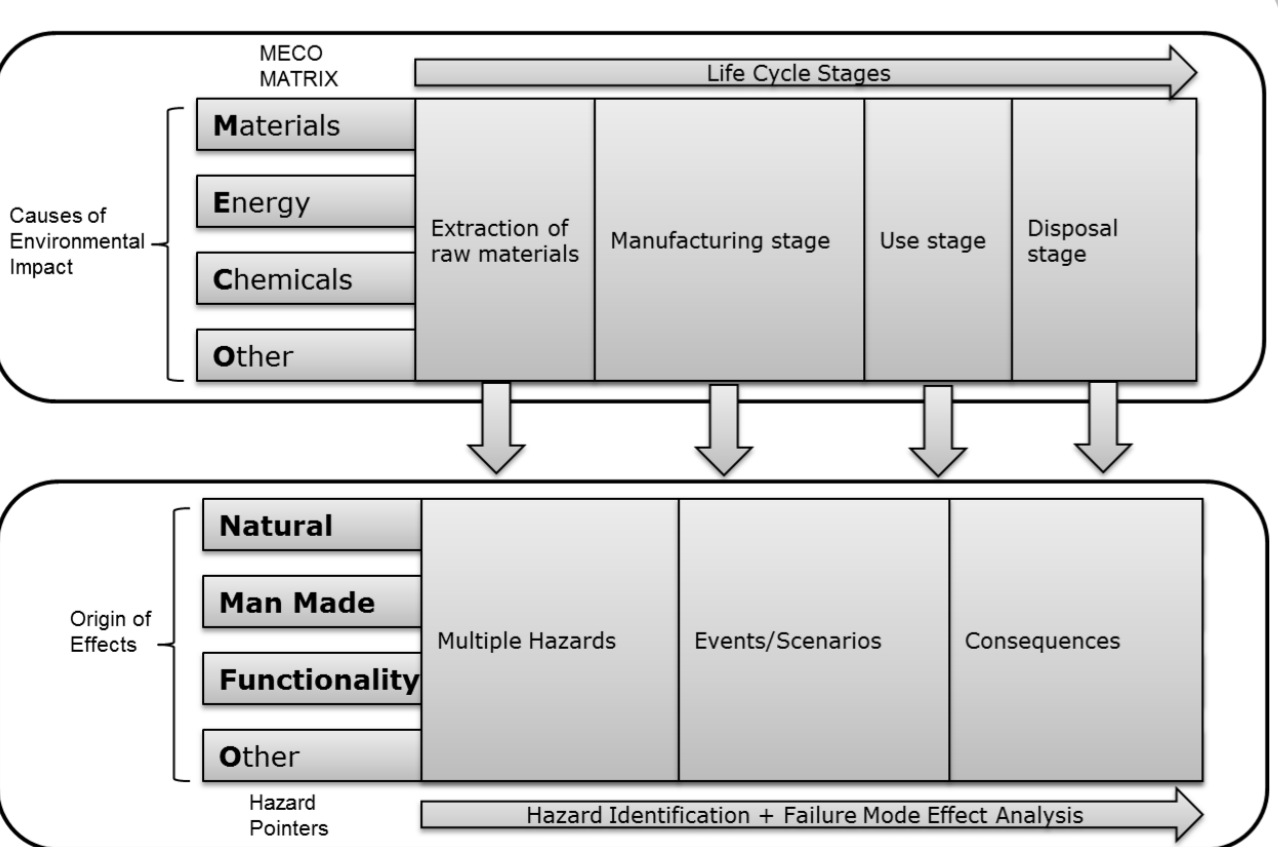 MECO
MATRIX
Life Cycle Stages
Materials
Energy
Chemicals
Other
Causes of
Environmental
Impact
Extraction of
raw materials
Manufacturing stage
Use stage
Disposal
stage
Natural
Man Made
Functionality
Other
Origin of
Effects
Multiple Hazards
Events/Scenarios
Consequences
Hazard
Pointers
Hazard Identification + Failure Mode Effect Analysis